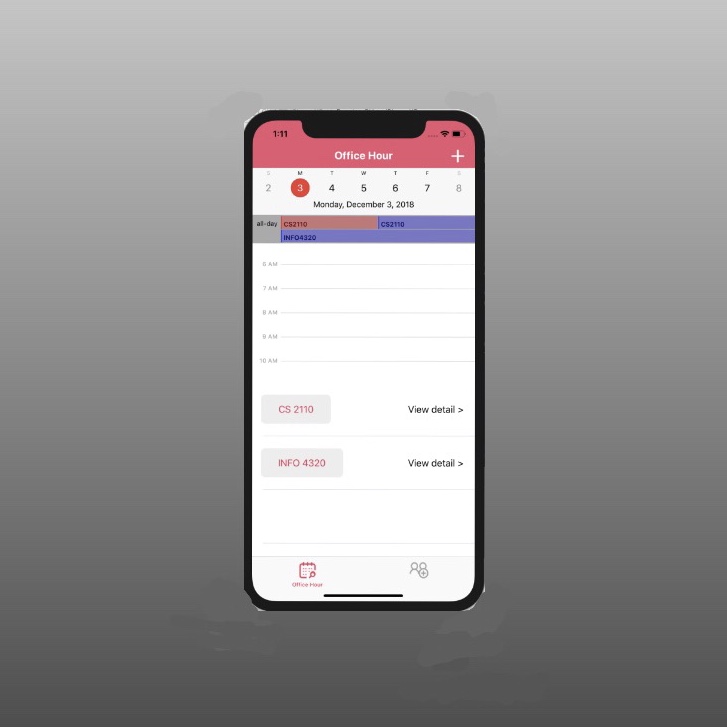 1:11
Office Hour
+
S M T W T F S
2 3 4 5 6 7 8
Monday, December 3, 2018
all-day CS2110 CS2110
INFO4320
6 AM
7 AM
8 AM
9 AM
10 AM
CS 2110 View detail >
INFO 4320 View detail >
Office Hour